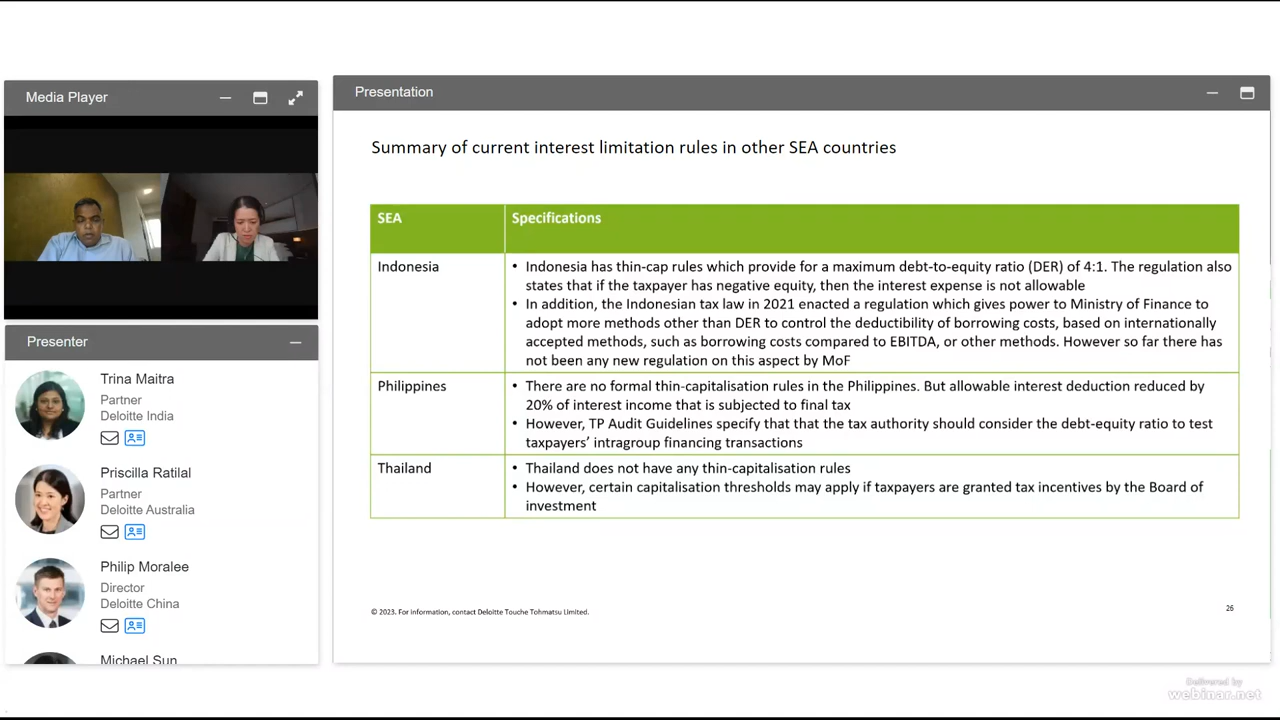 Media Player
Presenter
Trina Maitra
Partner
Deloitte India
Priscilla Ratilal
Partner
Deloitte Australia
Philip Moralee
Director
Deloitte China
Michael Sun
Presentation
Summary of current interest limitation rules in other SEA countries
SEA
Specifications
Indonesia
• Indonesia has thin-cap rules which provide for a maximum debt-to-equity ratio (DER) of 4:1. The regulation also
states that if the taxpayer has negative equity, then the interest expense is not allowable
• In addition, the Indonesian tax law in 2021 enacted a regulation which gives power to Ministry of Finance to
adopt more methods other than DER to control the deductibility of borrowing costs, based on internationally
accepted methods, such as borrowing costs compared to EBITDA, or other methods. However so far there has
not been any new regulation on this aspect by MoF
Philippines
• There are no formal thin-capitalisation rules in the Philippines. But allowable interest deduction reduced by
20% of interest income that is subjected to final tax
• However, TP Audit Guidelines specify that that the tax authority should consider the debt-equity ratio to test
taxpayers’ intragroup financing transactions
Thailand
• Thailand does not have any thin-capitalisation rules
• However, certain capitalisation thresholds may apply if taxpayers are granted tax incentives by the Board of
investment
© 2023. For information, contact Deloitte Touche Tohmatsu Limited.
26
Delivered by
webinar.net